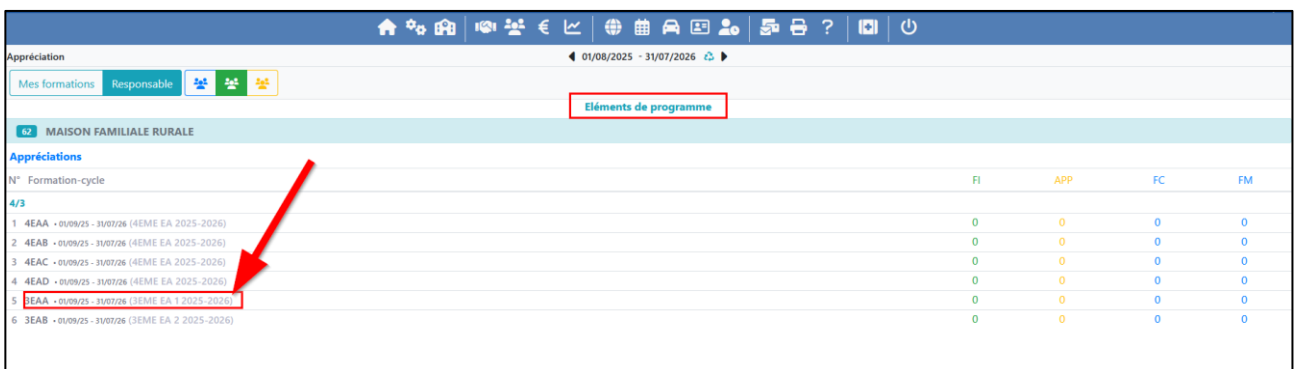 ?
Appréciation
01/08/2025 - 31/07/2026
Mes formations Responsable
Eléments de programme
62 MAISON FAMILIALE RURALE
Appréciations
N° Formation-cycle FI APP FC FM
4/3
1 4EAA • 01/09/25 - 31/07/26 (4EME EA 2025-2026) 0 0 0 0
2 4EAB • 01/09/25 - 31/07/26 (4EME EA 2025-2026) 0 0 0 0
3 4EAC • 01/09/25 - 31/07/26 (4EME EA 2025-2026) 0 0 0 0
4 4EAD • 01/09/25 - 31/07/26 (4EME EA 2025-2026) 0 0 0 0
5 3EAA • 01/09/25 - 31/07/26 (3EME EA 1 2025-2026) 0 0 0 0
6 3EAB • 01/09/25 - 31/07/26 (3EME EA 2 2025-2026) 0 0 0 0